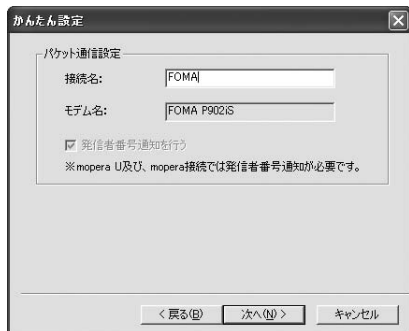 かんたん設定
パケット通信設定
接続名: FOMA
モデム名: FOMA P902iS
発信者番号通知を行う
※mopera U及び、mopera接続では発信者番号通知が必要です。
< 戻る(B) 次へ(N) > キャンセル